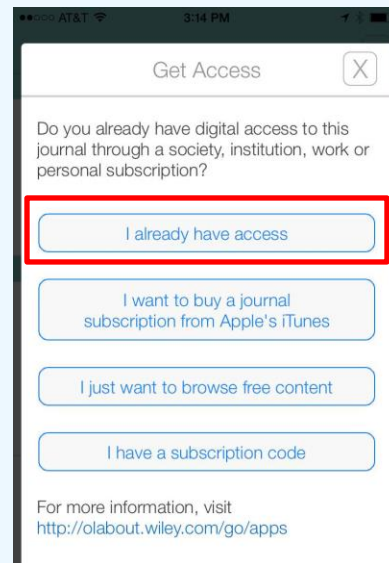 AT&T 3:14 PM
Get Access X
Do you already have digital access to this
journal through a society, institution, work or
personal subscription?
I already have access
I want to buy a journal
subscription from Apple's iTunes
I just want to browse free content
I have a subscription code
For more information, visit
http://olabout.wiley.com/go/apps